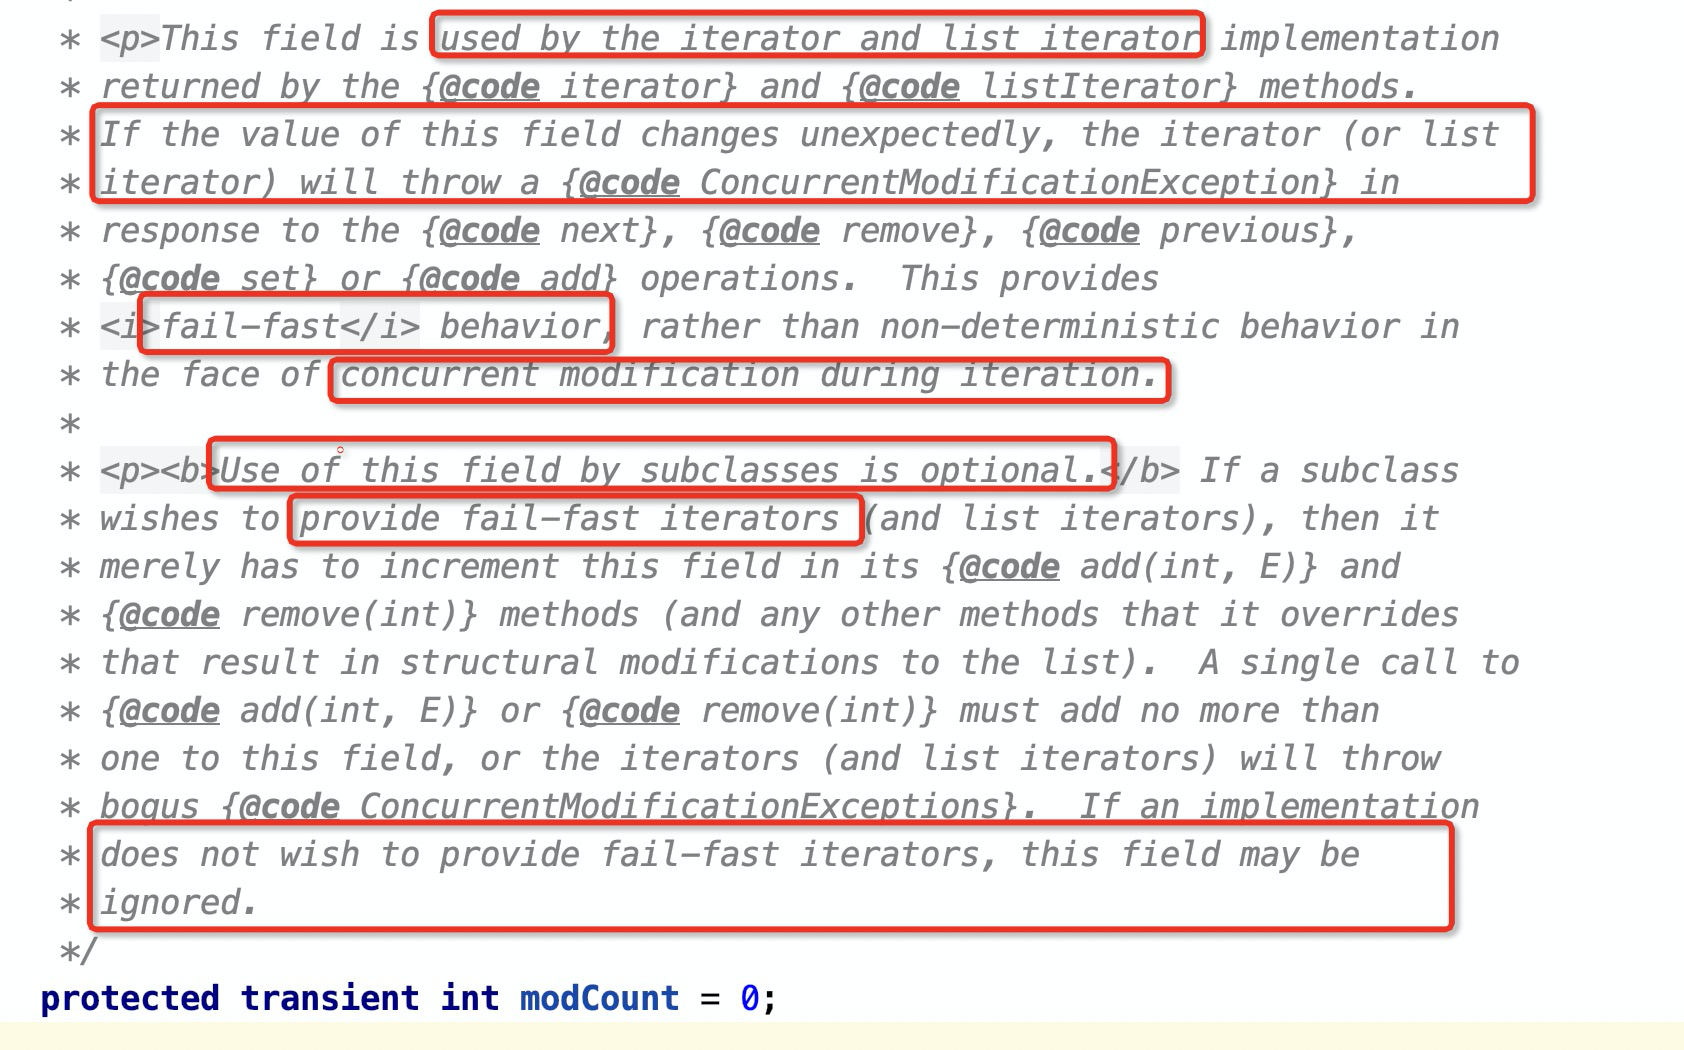 *
* <p>This field is used by the iterator and list iterator implementation
* returned by the {@code iterator} and {@code listIterator} methods.
* If the value of this field changes unexpectedly, the iterator (or list
* iterator) will throw a {@code ConcurrentModificationException} in
* response to the {@code next}, {@code remove}, {@code previous},
* {@code set} or {@code add} operations.  This provides
* <i>fail-fast</i> behavior, rather than non-deterministic behavior in
* the face of concurrent modification during iteration.
*
* <p><b>Use of this field by subclasses is optional.</b> If a subclass
* wishes to provide fail-fast iterators (and list iterators), then it
* merely has to increment this field in its {@code add(int, E)} and
* {@code remove(int)} methods (and any other methods that it overrides
* that result in structural modifications to the list).  A single call to
* {@code add(int, E)} or {@code remove(int)} must add no more than
* one to this field, or the iterators (and list iterators) will throw
* bogus {@code ConcurrentModificationExceptions}.  If an implementation
* does not wish to provide fail-fast iterators, this field may be
* ignored.
*/
protected transient int modCount = 0;